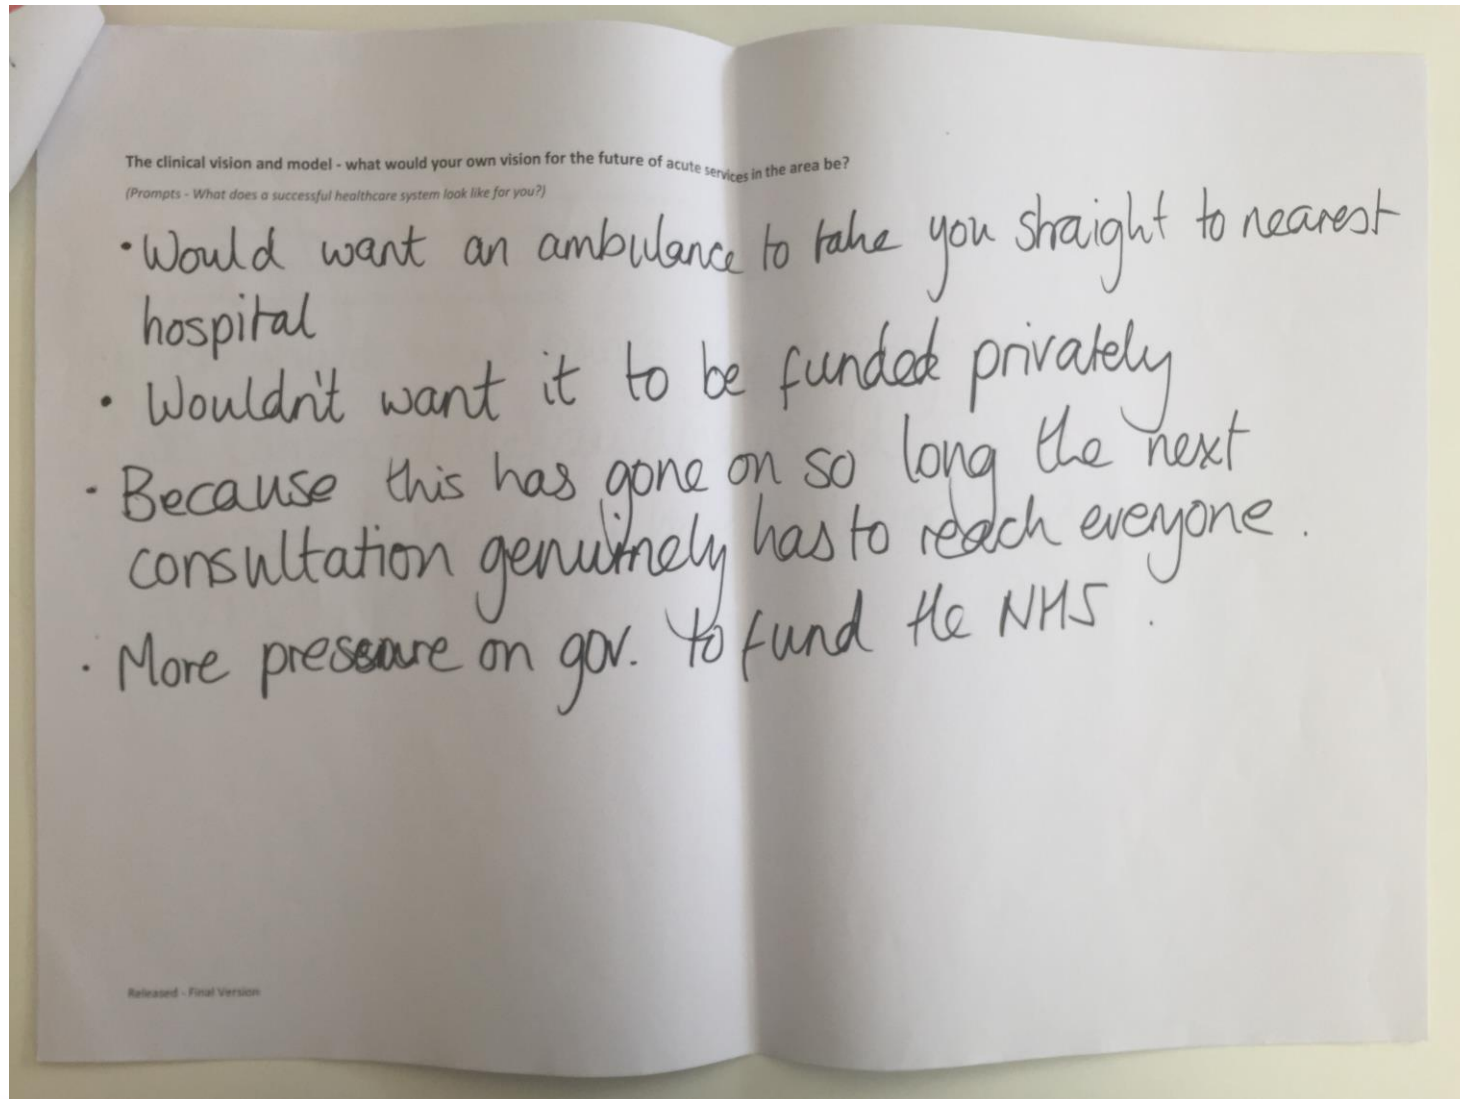 The clinical vision and model - what would your own vision for the future of acute services in the area be?
(Prompts - What does a successful healthcare system look like for you?)
• Would want an ambulance to take you straight to nearest
hospital
• Wouldn't want it to be funded privately
• Because this has gone on so long the next
consultation genuinely has to reach everyone.
• More pressure on gov. to fund the NHS.
Released - Final Version